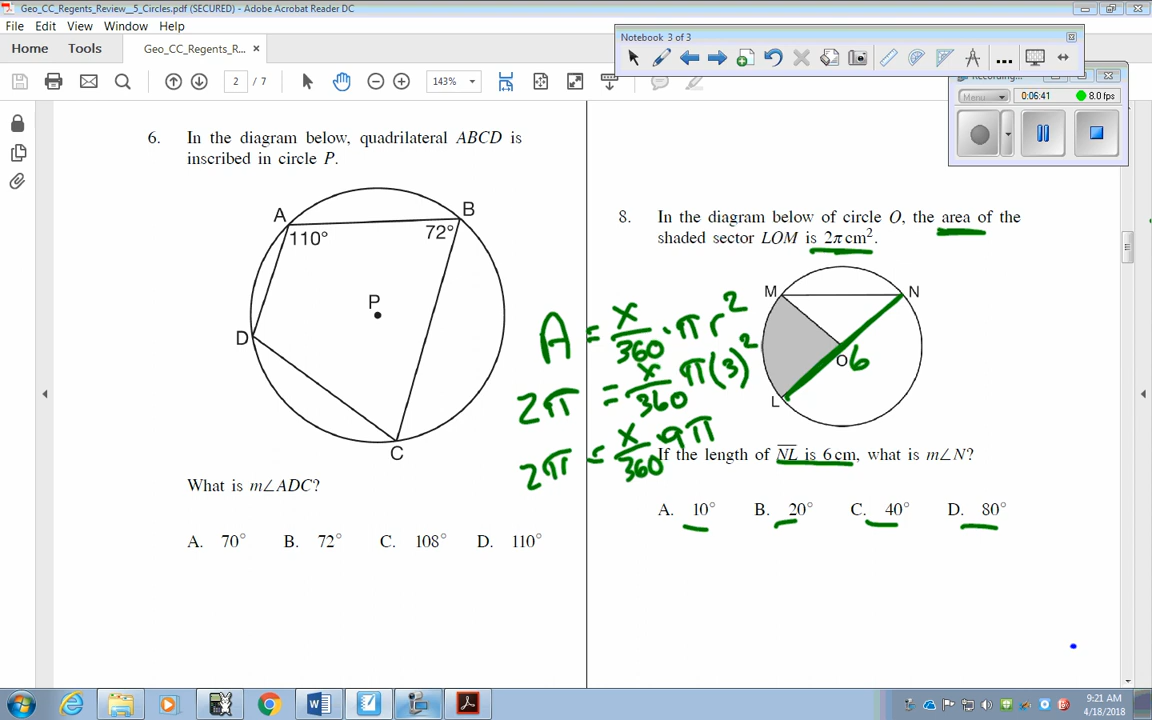 Geo_CC_Regents_Review__5_Circles.pdf (SECURED) - Adobe Acrobat Reader DC
File Edit View Window Help
Home Tools Geo_CC_Regents_R... ×
Notebook 3 of 3
2 / 7
143%
Recording...
Menu
0:06:41 8.0 fps
6. In the diagram below, quadrilateral ABCD is
inscribed in circle P.
A
B
110°
72°
P
D
C
What is m∠ADC?
A. 70° B. 72° C. 108° D. 110°
8. In the diagram below of circle O, the area of the
shaded sector LOM is 2π cm².
M
N
O
6
L
A = x/360 · π r²
2π = x/360 π(3)²
2π = x/360 · 9π
If the length of N̅L̅ is 6 cm, what is m∠N?
A. 10° B. 20° C. 40° D. 80°
9:21 AM
4/18/2018